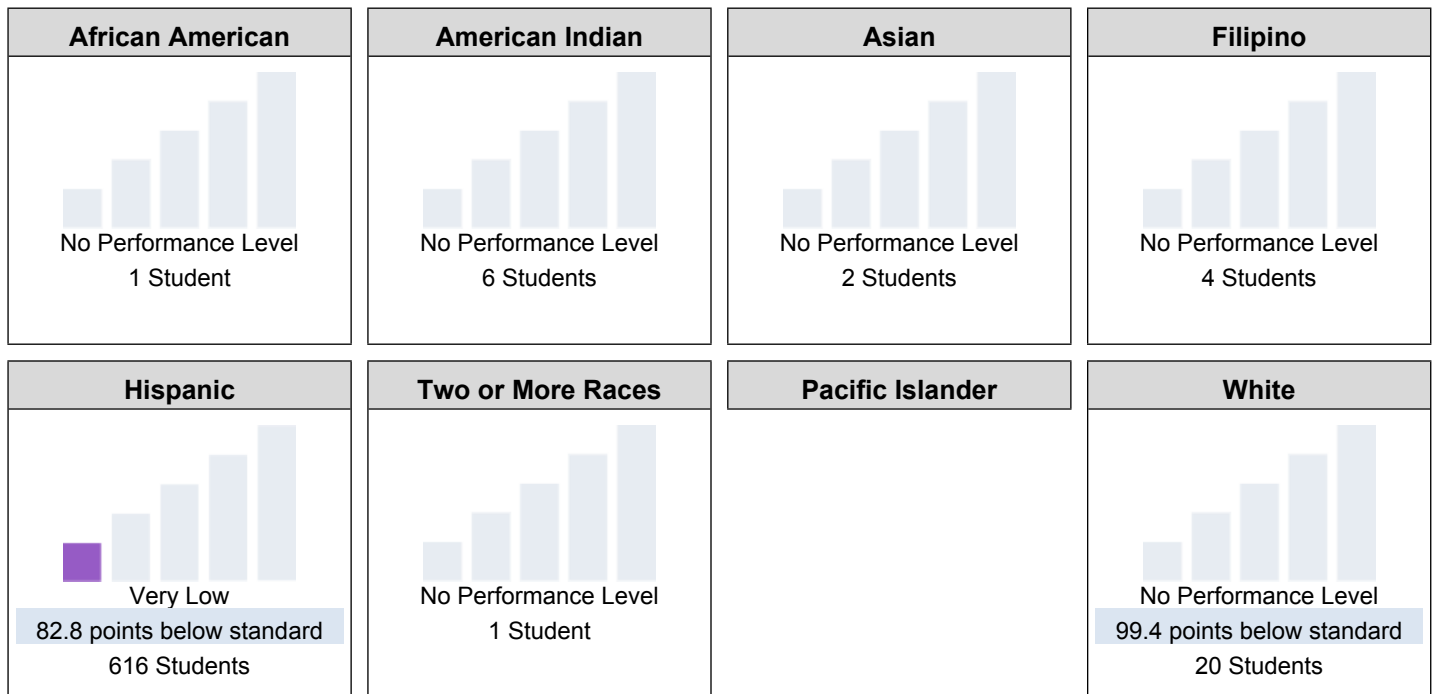 African American
No Performance Level
1 Student
American Indian
No Performance Level
6 Students
Asian
No Performance Level
2 Students
Filipino
No Performance Level
4 Students
Hispanic
Very Low
82.8 points below standard
616 Students
Two or More Races
No Performance Level
1 Student
Pacific Islander
White
No Performance Level
99.4 points below standard
20 Students